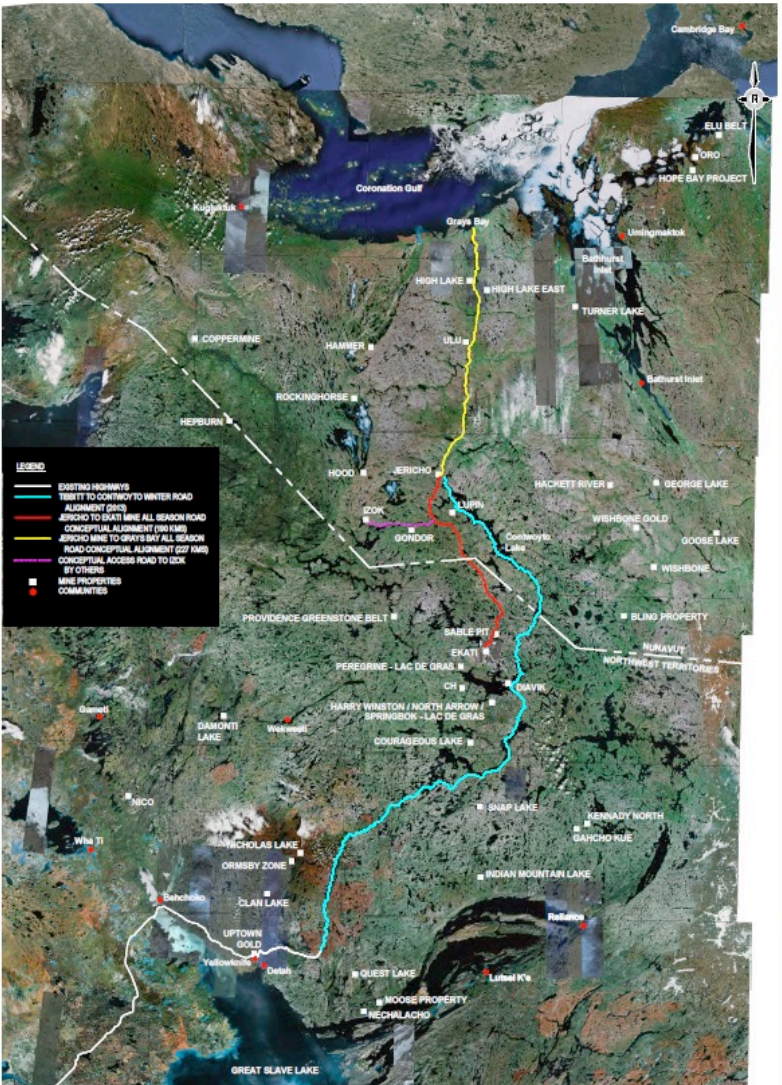 Cambridge Bay
ELU BELT
ORO
HOPE BAY PROJECT
Coronation Gulf
Kugluktuk
Grays Bay
Umingmaktok
Bathhurst
Inlet
HIGH LAKE
HIGH LAKE EAST
TURNER LAKE
COPPERMINE
HAMMER
ULU
Bathurst Inlet
ROCKINGHORSE
HEPBURN
LEGEND
EXISTING HIGHWAYS
TIBBITT TO CONTWOYTO WINTER ROAD
ALIGNMENT (2013)
JERICHO TO EKATI MINE ALL SEASON ROAD
CONCEPTUAL ALIGNMENT (190 KMS)
JERICHO MINE TO GRAYS BAY ALL SEASON
ROAD CONCEPTUAL ALIGNMENT (227 KMS)
CONCEPTUAL ACCESS ROAD TO IZOK
BY OTHERS
MINE PROPERTIES
COMMUNITIES
HOOD
JERICHO
HACKETT RIVER
GEORGE LAKE
IZOK
LUPIN
GONDOR
WISHBONE GOLD
Contwoyto
Lake
GOOSE LAKE
WISHBONE
PROVIDENCE GREENSTONE BELT
BLING PROPERTY
SABLE PIT
EKATI
NUNAVUT
NORTHWEST TERRITORIES
PEREGRINE - LAC DE GRAS
CH
DIAVIK
HARRY WINSTON / NORTH ARROW /
SPRINGBOK - LAC DE GRAS
Gameti
DAMONTI
LAKE
Wekweeti
COURAGEOUS LAKE
NICO
SNAP LAKE
KENNADY NORTH
GAHCHO KUE
Wha Ti
NICHOLAS LAKE
ORMSBY ZONE
INDIAN MOUNTAIN LAKE
CLAN LAKE
Behchoko
Reliance
UPTOWN
GOLD
Yellowknife
Detah
QUEST LAKE
Lutsel K'e
MOOSE PROPERTY
NECHALACHO
GREAT SLAVE LAKE